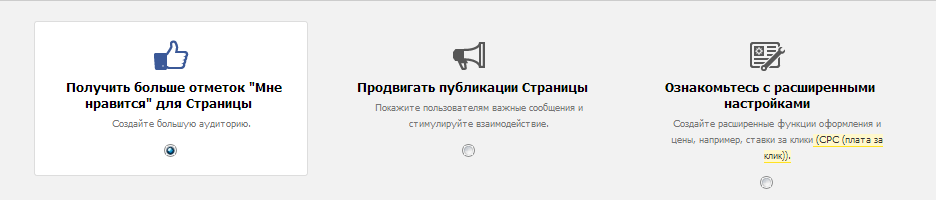 Получить больше отметок "Мне
нравится" для Страницы
Создайте большую аудиторию.
Продвигать публикации Страницы
Покажите пользователям важные сообщения и
стимулируйте взаимодействие.
Ознакомьтесь с расширенными
настройками
Создайте расширенные функции оформления и
цены, например, ставки за клики (CPC (плата за
клик)).